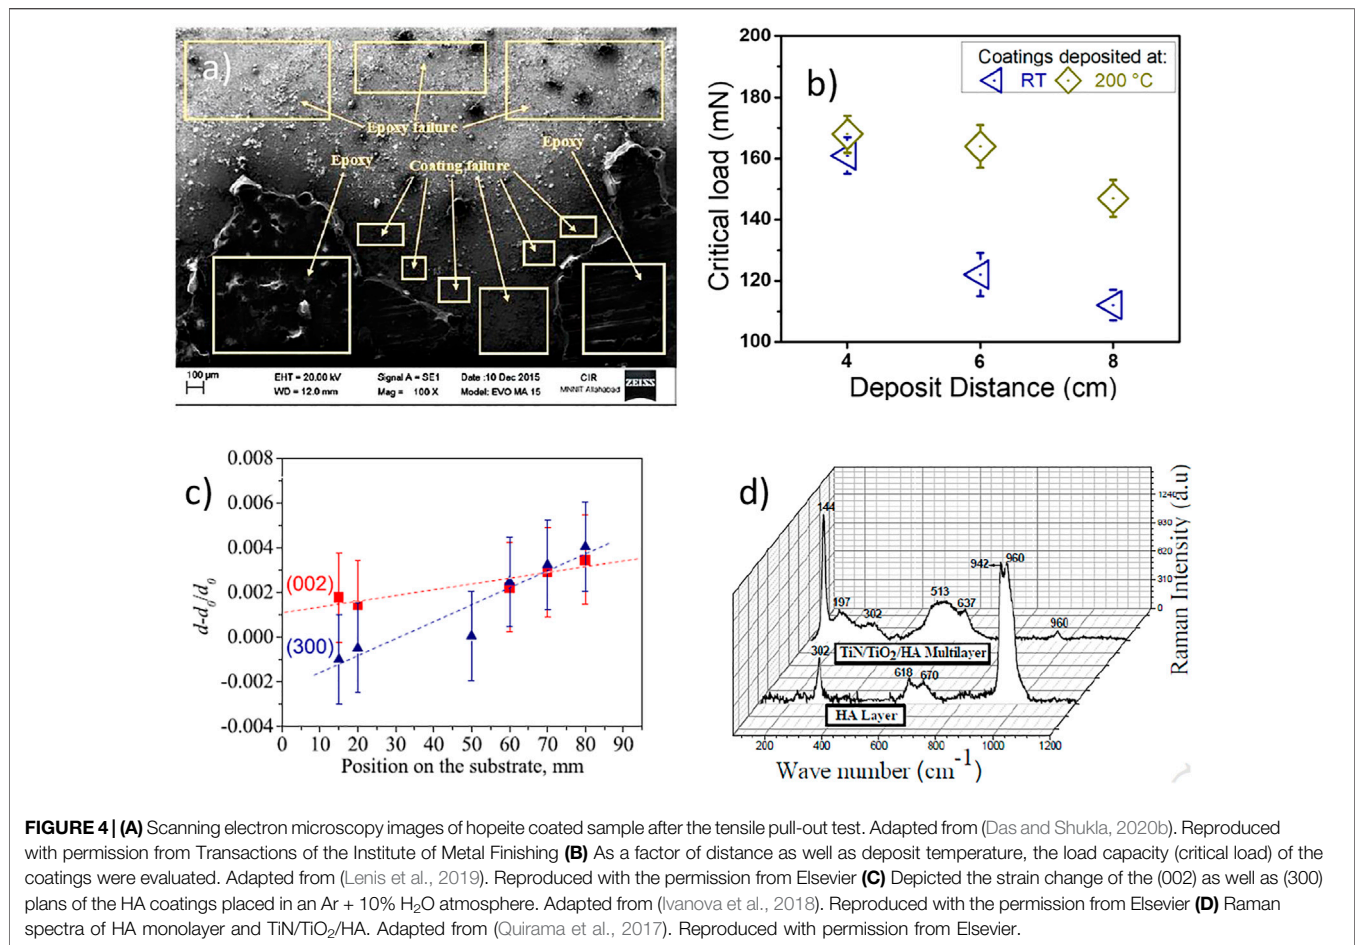 a)
Epoxy failure
Epoxy
Coating failure
Epoxy
100 µm
EHT = 20.00 kV
WD = 12.0 mm
Signal A = SE1
Mag = 100 X
Date :10 Dec 2015
Model: EVO MA 15
CIR
MNNIT Allahabad
ZEISS
b)
Coatings deposited at:
RT 200 °C
Critical load (mN)
200
180
160
140
120
100
4 6 8
Deposit Distance (cm)
c)
0.008
0.006
0.004
0.002
0.000
-0.002
-0.004
d-d0/d0
(002)
(300)
0 10 20 30 40 50 60 70 80 90
Position on the substrate, mm
d)
144
197
302
513
637
942
960
960
TiN/TiO2/HA Multilayer
302
618
670
HA Layer
1240
930
620
310
0
Raman Intensity (a.u)
200 400 600 800 1000 1200
Wave number (cm-1)
FIGURE 4 | (A) Scanning electron microscopy images of hopeite coated sample after the tensile pull-out test. Adapted from (Das and Shukla, 2020b). Reproduced
with permission from Transactions of the Institute of Metal Finishing (B) As a factor of distance as well as deposit temperature, the load capacity (critical load) of the
coatings were evaluated. Adapted from (Lenis et al., 2019). Reproduced with the permission from Elsevier (C) Depicted the strain change of the (002) as well as (300)
plans of the HA coatings placed in an Ar + 10% H2O atmosphere. Adapted from (Ivanova et al., 2018). Reproduced with the permission from Elsevier (D) Raman
spectra of HA monolayer and TiN/TiO2/HA. Adapted from (Quirama et al., 2017). Reproduced with permission from Elsevier.